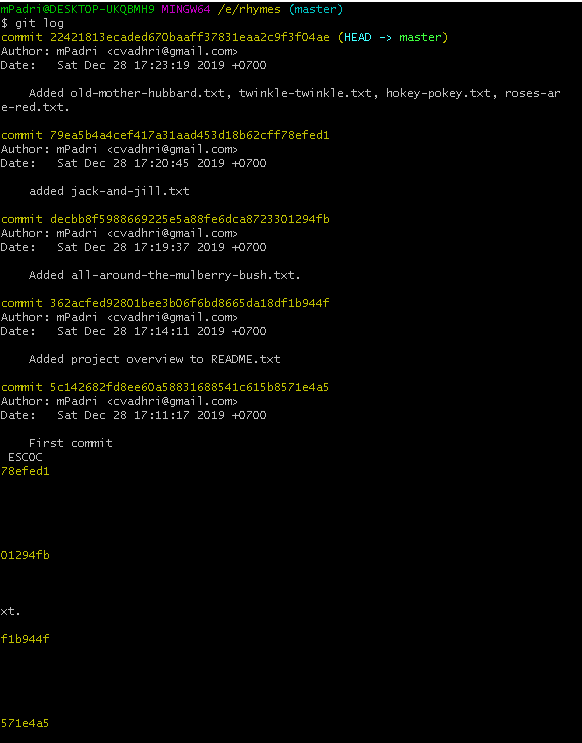 mPadri@DESKTOP-UKQBMH9 MINGW64 /e/rhymes (master)
$ git log
commit 22421813ecaded670baaff37831eaa2c9f3f04ae (HEAD -> master)
Author: mPadri <cvadhri@gmail.com>
Date:   Sat Dec 28 17:23:19 2019 +0700
    Added old-mother-hubbard.txt, twinkle-twinkle.txt, hokey-pokey.txt, roses-ar
e-red.txt.
commit 79ea5b4a4cef417a31aad453d18b62cff78efed1
Author: mPadri <cvadhri@gmail.com>
Date:   Sat Dec 28 17:20:45 2019 +0700
    added jack-and-jill.txt
commit decbb8f5988669225e5a88fe6dca8723301294fb
Author: mPadri <cvadhri@gmail.com>
Date:   Sat Dec 28 17:19:37 2019 +0700
    Added all-around-the-mulberry-bush.txt.
commit 362acfed92801bee3b06f6bd8665da18df1b944f
Author: mPadri <cvadhri@gmail.com>
Date:   Sat Dec 28 17:14:11 2019 +0700
    Added project overview to README.txt
commit 5c142682fd8ee60a58831688541c615b8571e4a5
Author: mPadri <cvadhri@gmail.com>
Date:   Sat Dec 28 17:11:17 2019 +0700
    First commit
 ESCOC
78efed1
01294fb
xt.
f1b944f
571e4a5